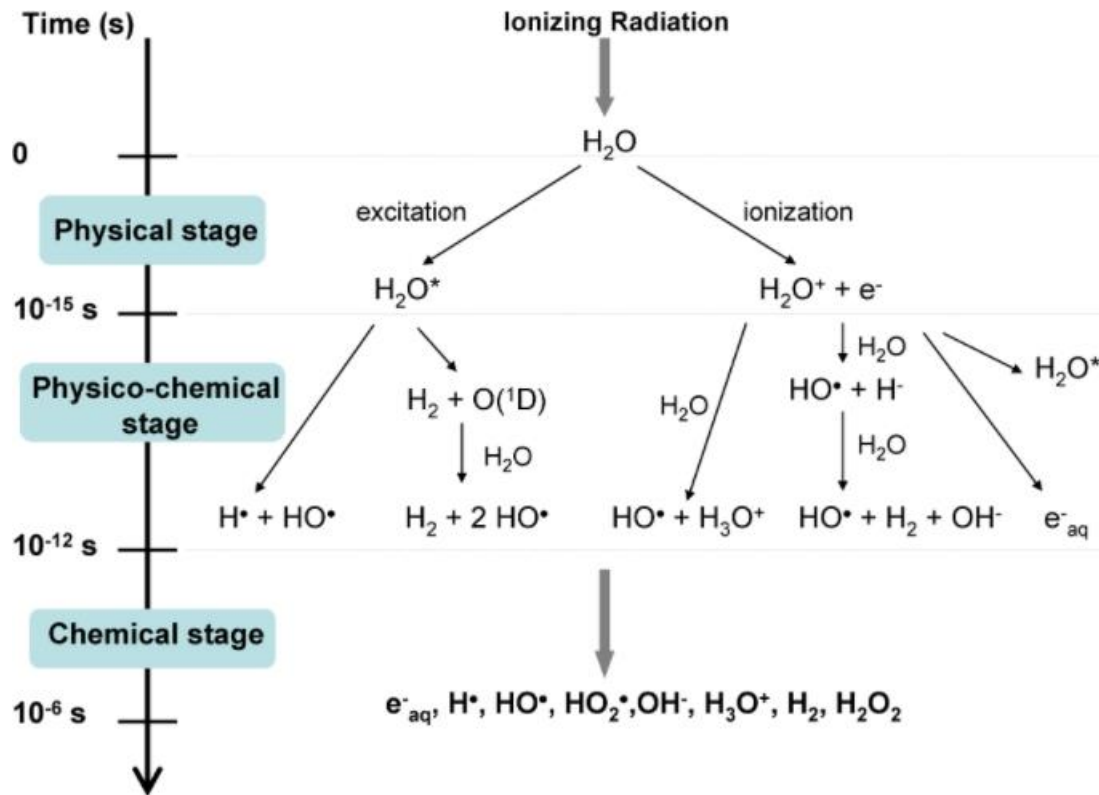 Time (s)
Ionizing Radiation
0
H₂O
excitation
ionization
Physical stage
10⁻¹⁵ s
H₂O*
H₂O⁺ + e⁻
Physico-chemical
stage
H₂ + O(¹D)
H₂O
H₂O
H₂O
HO• + H⁻
H₂O
H₂O*
H• + HO•
H₂ + 2 HO•
HO• + H₃O⁺
HO• + H₂ + OH⁻
e⁻aq
10⁻¹² s
Chemical stage
10⁻⁶ s
e⁻aq, H•, HO•, HO₂•,OH⁻, H₃O⁺, H₂, H₂O₂